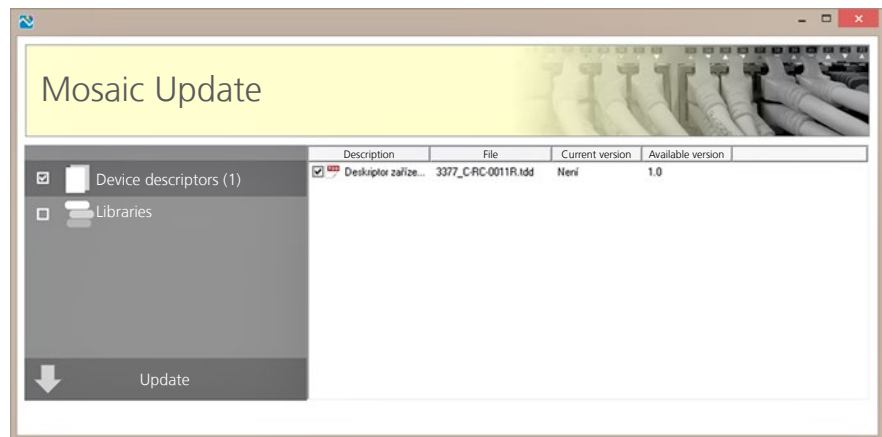 Mosaic Update
Description File Current version Available version
Device descriptors (1)
Deskriptor zaříze... 3377_C-RC-0011R.tdd Není 1.0
Libraries
Update